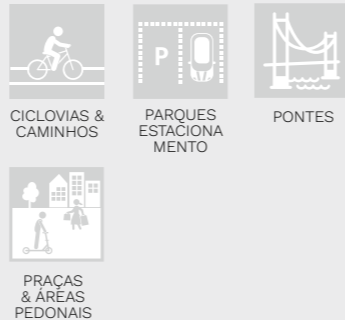 P
CICLOVIAS &
CAMINHOS
PARQUES
ESTACIONA
MENTO
PONTES
PRAÇAS
& ÁREAS
PEDONAIS